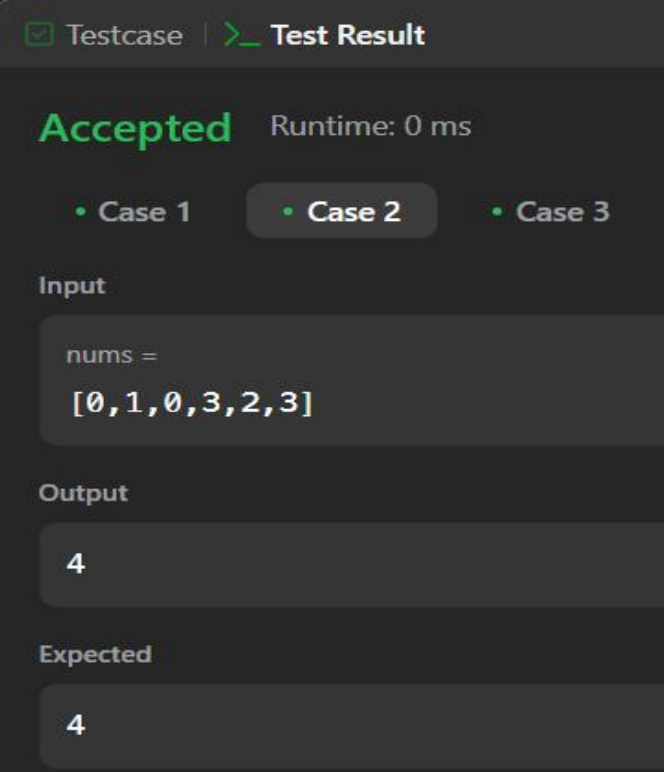 Testcase | >_ Test Result
Accepted Runtime: 0 ms
• Case 1 • Case 2 • Case 3
Input
nums =
[0,1,0,3,2,3]
Output
4
Expected
4